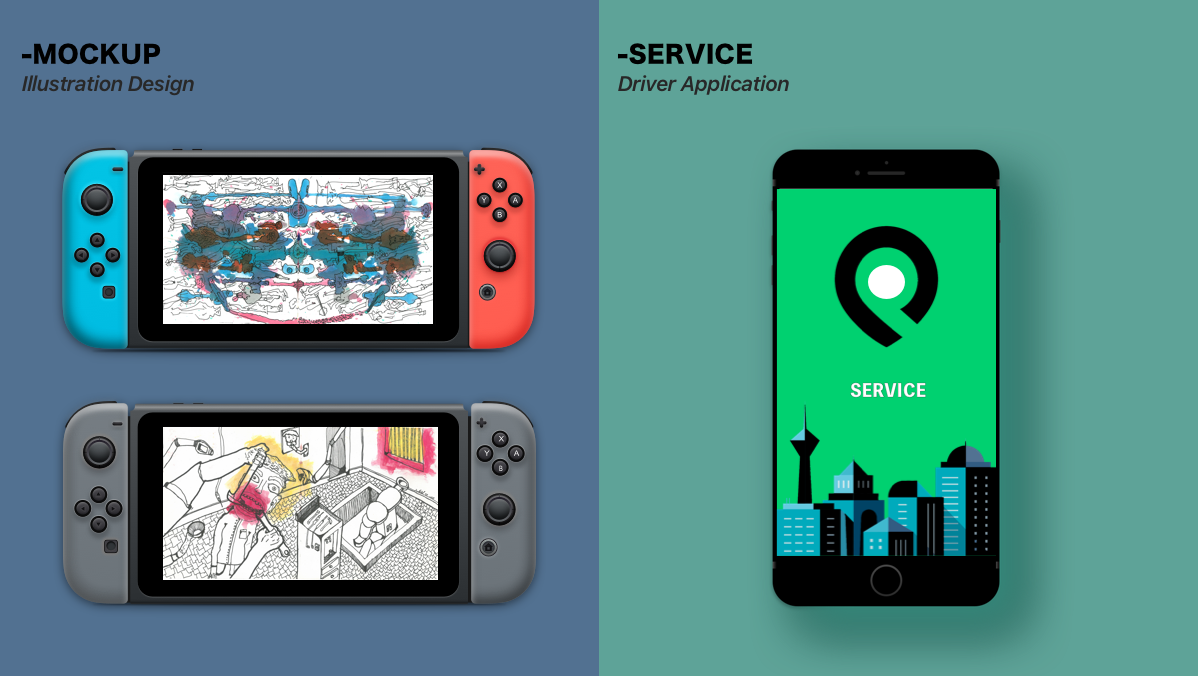 -MOCKUP
Illustration Design
X
Y
A
B
X
Y
A
B
-SERVICE
Driver Application
SERVICE